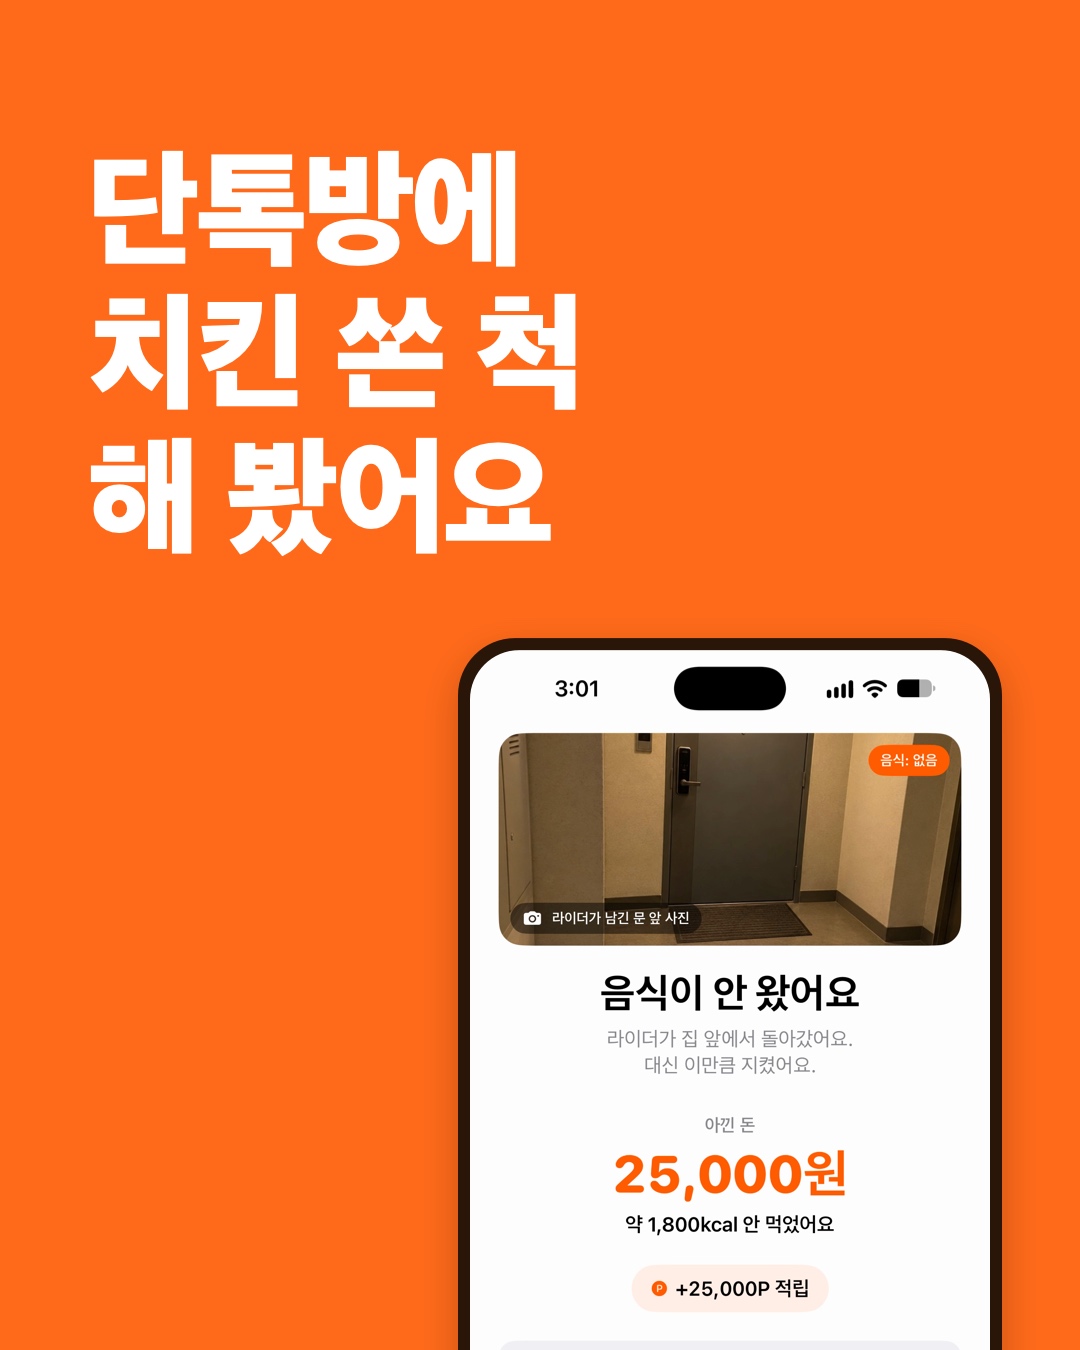 단톡방에
치킨 쏜 척
해 봤어요
3:01
음식: 없음
라이더가 남긴 문 앞 사진
음식이 안 왔어요
라이더가 집 앞에서 돌아갔어요.
대신 이만큼 지켰어요.
아낀 돈
25,000원
약 1,800kcal 안 먹었어요
P +25,000P 적립